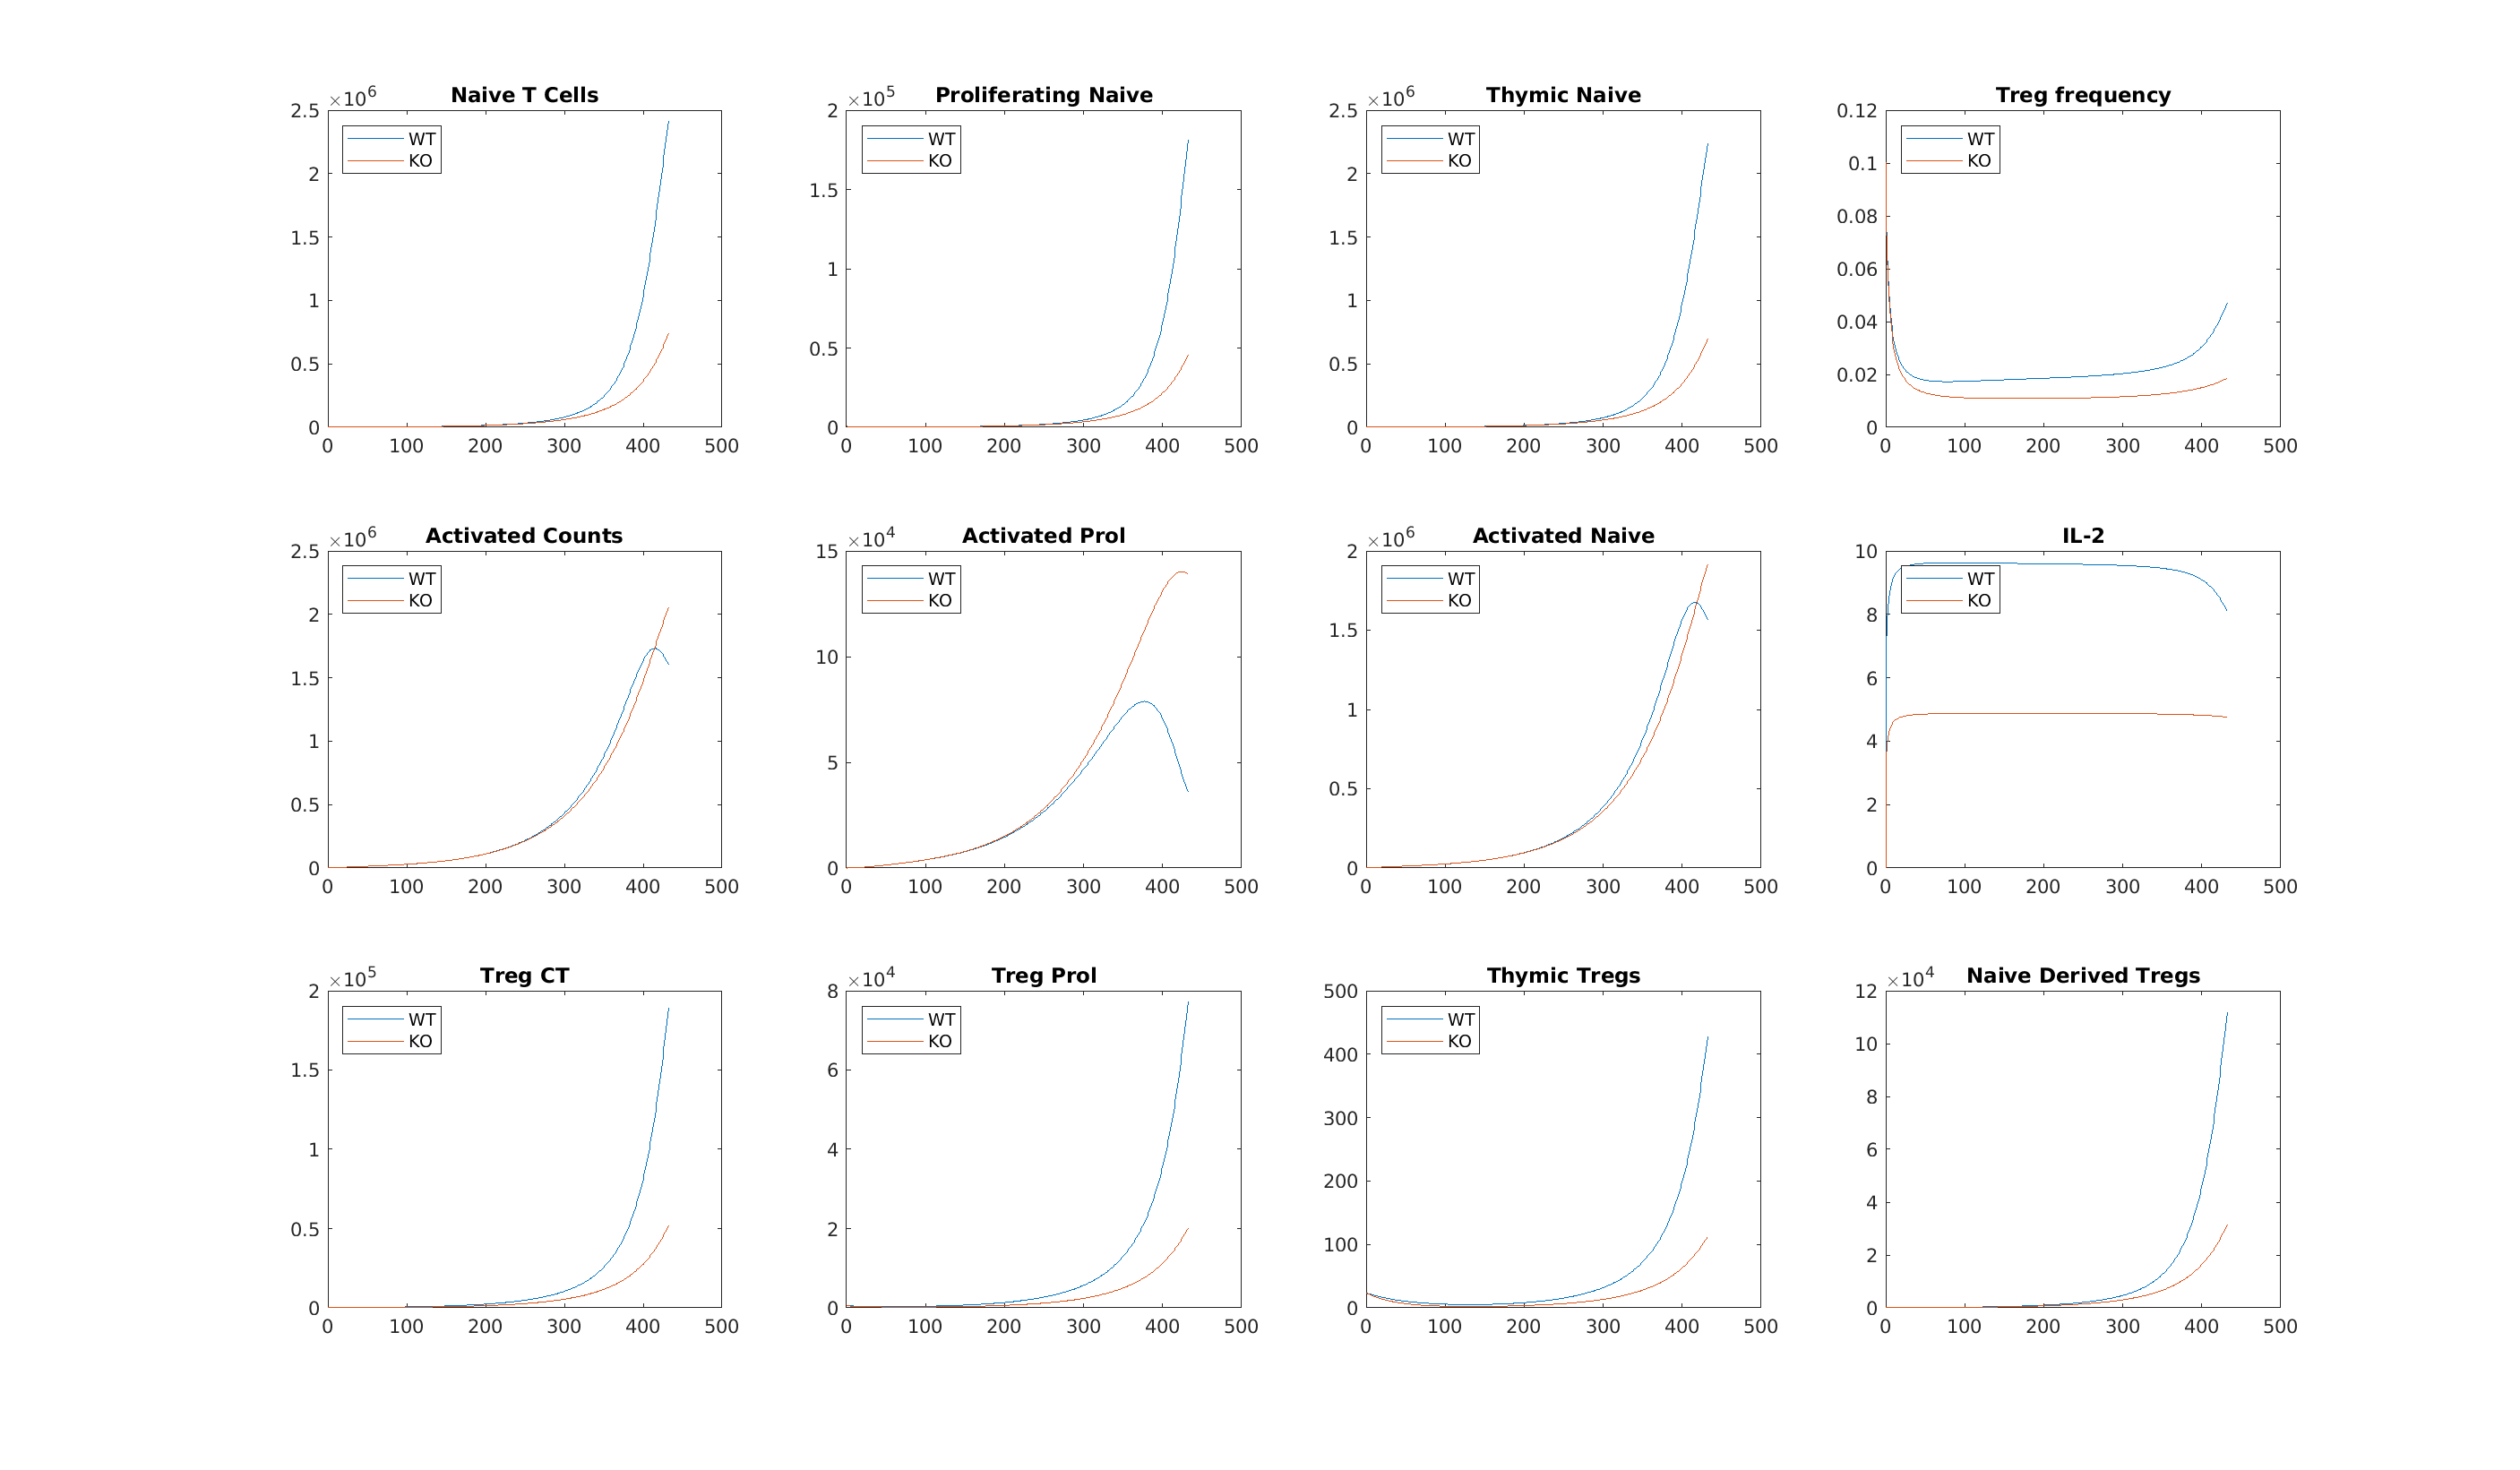 Naive T Cells
×10^6
2.5
2
1.5
1
0.5
0
0 100 200 300 400 500
WT
KO
Proliferating Naive
×10^5
2
1.5
1
0.5
0
0 100 200 300 400 500
WT
KO
Thymic Naive
×10^6
2.5
2
1.5
1
0.5
0
0 100 200 300 400 500
WT
KO
Treg frequency
0.12
0.1
0.08
0.06
0.04
0.02
0
0 100 200 300 400 500
WT
KO
Activated Counts
×10^6
2.5
2
1.5
1
0.5
0
0 100 200 300 400 500
WT
KO
Activated Prol
×10^4
15
10
5
0
0 100 200 300 400 500
WT
KO
Activated Naive
×10^6
2
1.5
1
0.5
0
0 100 200 300 400 500
WT
KO
IL-2
10
8
6
4
2
0
0 100 200 300 400 500
WT
KO
Treg CT
×10^5
2
1.5
1
0.5
0
0 100 200 300 400 500
WT
KO
Treg Prol
×10^4
8
6
4
2
0
0 100 200 300 400 500
WT
KO
Thymic Tregs
500
400
300
200
100
0
0 100 200 300 400 500
WT
KO
Naive Derived Tregs
×10^4
12
10
8
6
4
2
0
0 100 200 300 400 500